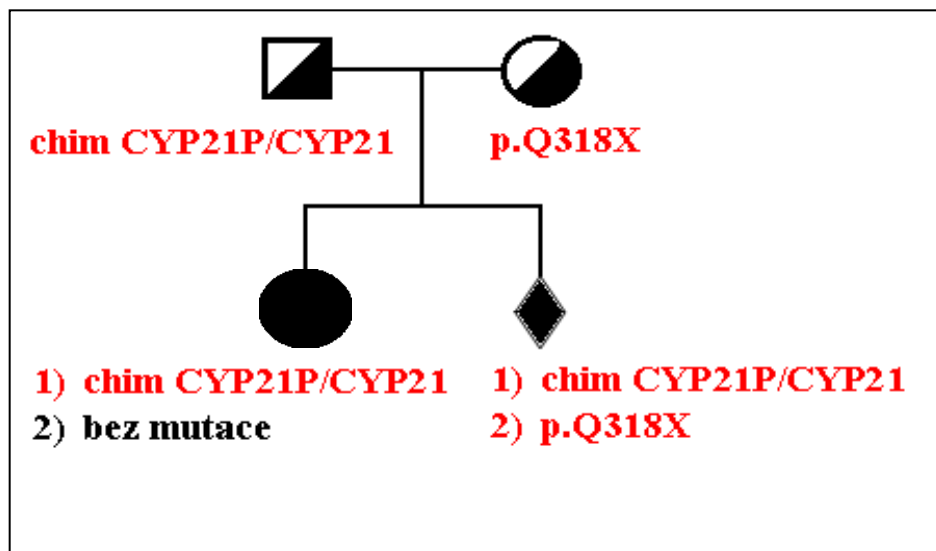 chim CYP21P/CYP21
p.Q318X
1) chim CYP21P/CYP21
2) bez mutace
1) chim CYP21P/CYP21
2) p.Q318X